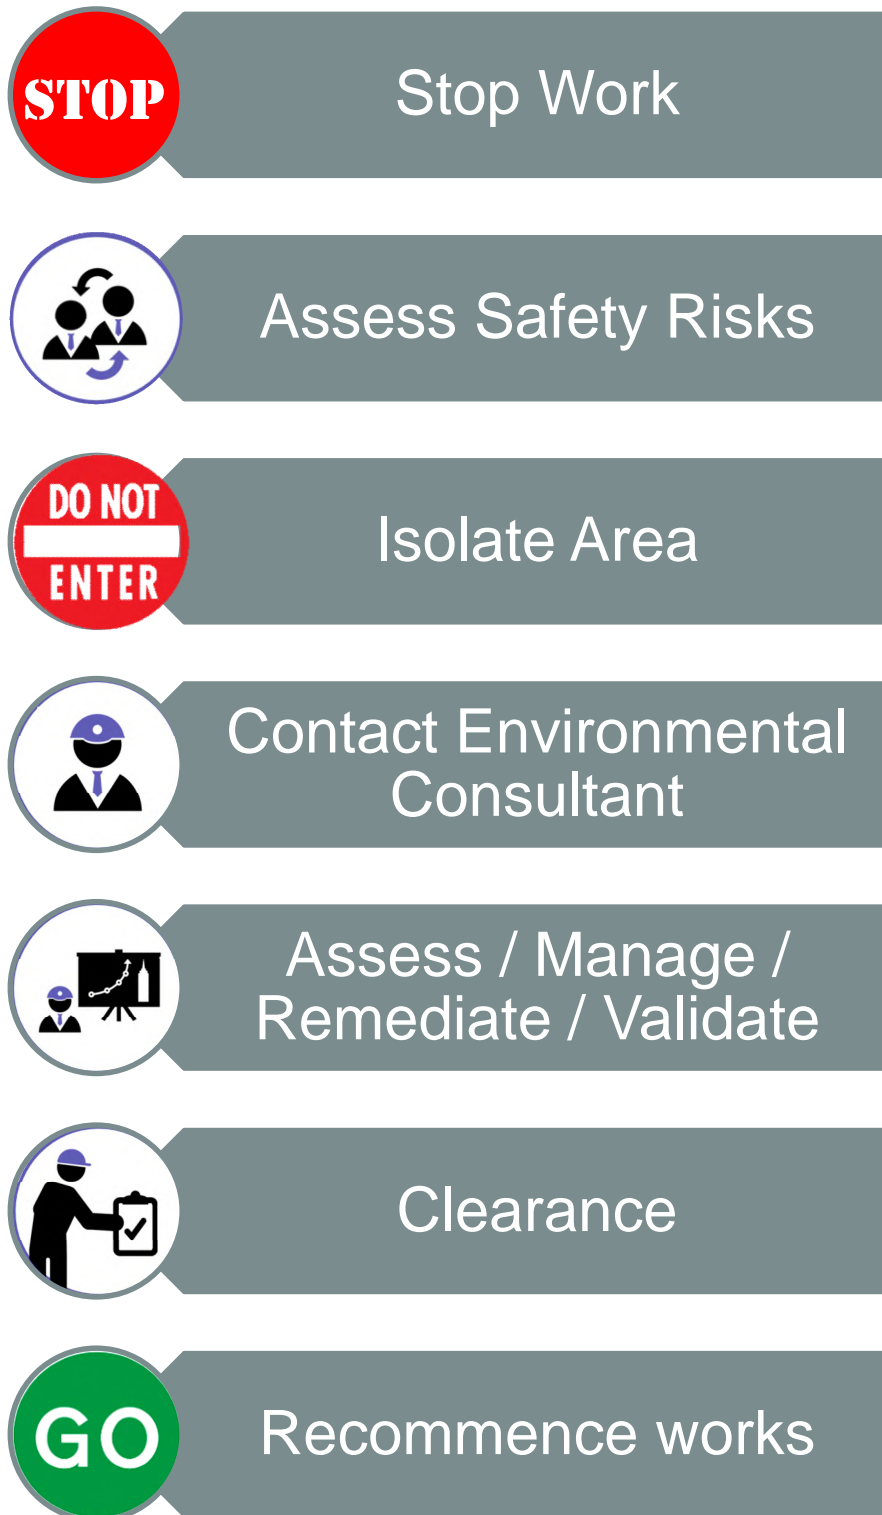 STOP
Stop Work
Assess Safety Risks
DO NOT
ENTER
Isolate Area
Contact Environmental
Consultant
Assess / Manage /
Remediate / Validate
Clearance
GO
Recommence works